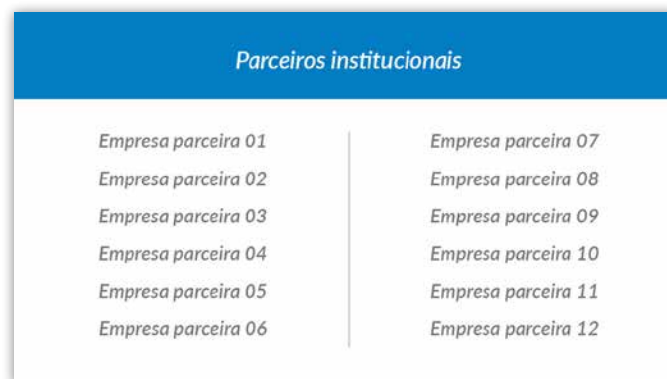 Parceiros institucionais
Empresa parceira 01
Empresa parceira 02
Empresa parceira 03
Empresa parceira 04
Empresa parceira 05
Empresa parceira 06
Empresa parceira 07
Empresa parceira 08
Empresa parceira 09
Empresa parceira 10
Empresa parceira 11
Empresa parceira 12